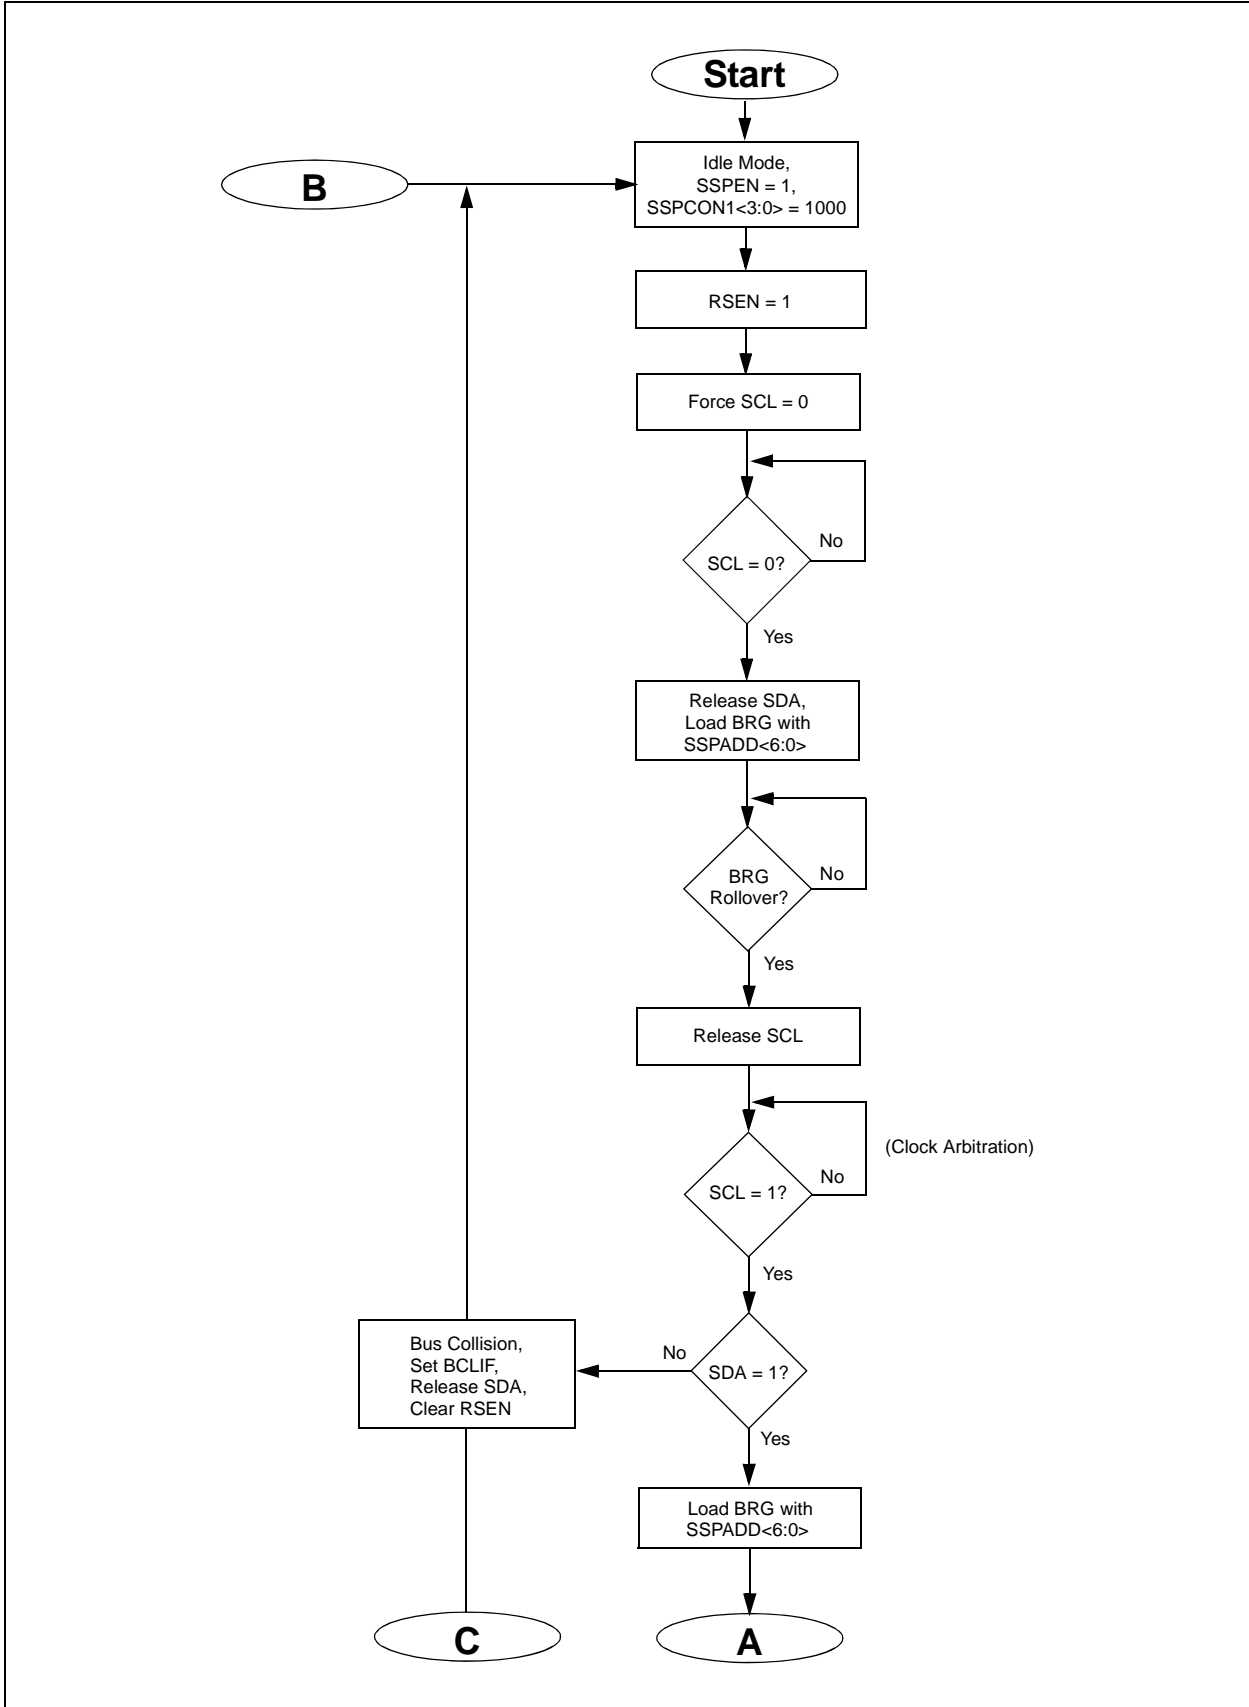 Start
B
Idle Mode,
SSPEN = 1,
SSPCON1<3:0> = 1000
RSEN = 1
Force SCL = 0
No
SCL = 0?
Yes
Release SDA,
Load BRG with
SSPADD<6:0>
BRG
Rollover?
No
Yes
Release SCL
(Clock Arbitration)
No
SCL = 1?
Yes
Bus Collision,
Set BCLIF,
Release SDA,
Clear RSEN
No
SDA = 1?
Yes
Load BRG with
SSPADD<6:0>
C
A